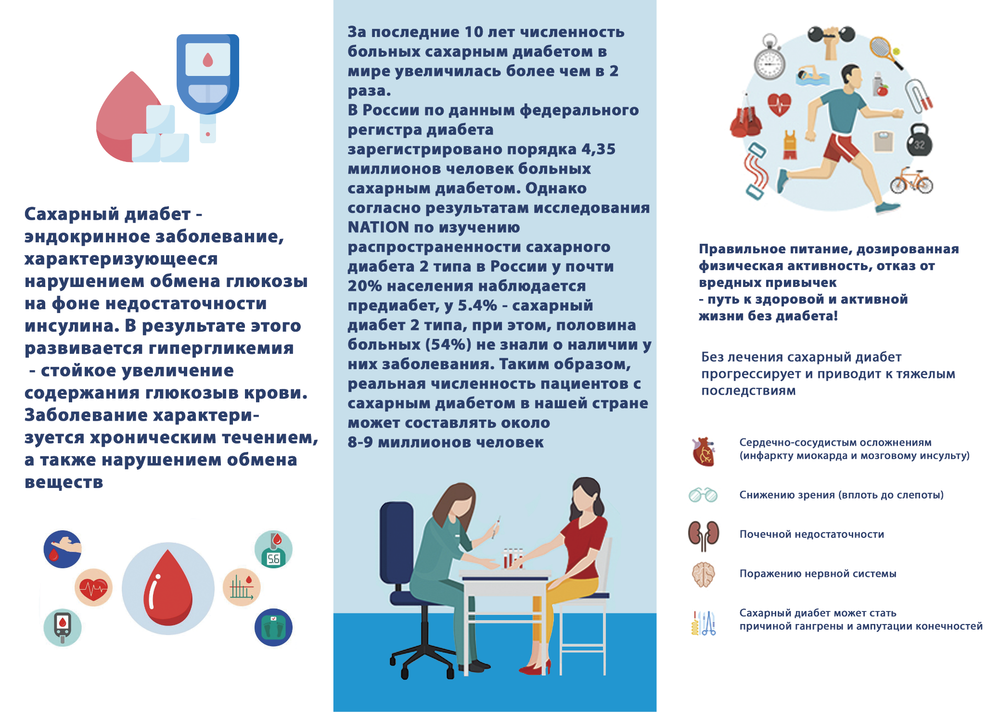 Сахарный диабет -
эндокринное заболевание,
характеризующееся
нарушением обмена глюкозы
на фоне недостаточности
инсулина. В результате этого
развивается гипергликемия
- стойкое увеличение
содержания глюкозыв крови.
Заболевание характери-
зуется хроническим течением,
а также нарушением обмена
веществ
5.6
За последние 10 лет численность
больных сахарным диабетом в
мире увеличилась более чем в 2
раза.
В России по данным федерального
регистра диабета
зарегистрировано порядка 4,35
миллионов человек больных
сахарным диабетом. Однако
согласно результатам исследования
NATION по изучению
распространенности сахарного
диабета 2 типа в России у почти
20% населения наблюдается
предиабет, у 5.4% - сахарный
диабет 2 типа, при этом, половина
больных (54%) не знали о наличии у
них заболевания. Таким образом,
реальная численность пациентов с
сахарным диабетом в нашей стране
может составлять около
8-9 миллионов человек
32
Правильное питание, дозированная
физическая активность, отказ от
вредных привычек
- путь к здоровой и активной
жизни без диабета!
Без лечения сахарный диабет
прогрессирует и приводит к тяжелым
последствиям
Сердечно-сосудистым осложнениям
(инфаркту миокарда и мозговому инсульту)
Снижению зрения (вплоть до слепоты)
Почечной недостаточности
Поражению нервной системы
Сахарный диабет может стать
причиной гангрены и ампутации конечностей